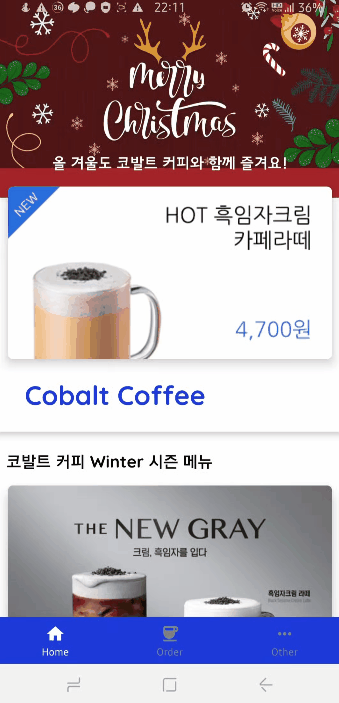 22:11
36%
Merry
Christmas
올 겨울도 코발트 커피와 함께 즐겨요!
NEW
HOT 흑임자크림
카페라떼
4,700원
Cobalt Coffee
코발트 커피 Winter 시즌 메뉴
THE NEW GRAY
크림, 흑임자를 입다
흑임자크림 라떼
Home
Order
Other